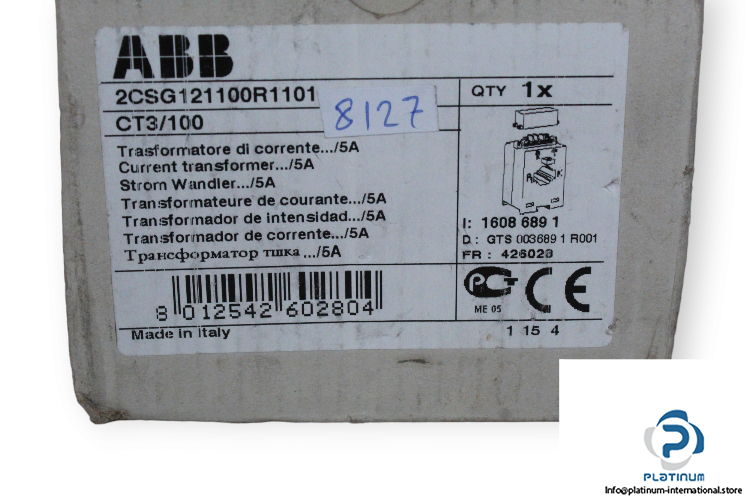 ABB
2CSG121100R1101
8127
QTY 1x
CT3/100
Trasformatore di corrente.../5A
Current transformer.../5A
Strom Wandler.../5A
Transformateure de courante.../5A
Transformador de intensidad.../5A
Transformador de corrente.../5A
Трансформатор тшка .../5A
I: 1608 689 1
D.: GTS 003689 1 R001
FR : 426023
8 012542 602804
РСТ
ME 05
CE
Made in Italy
1 15 4
PLATINUM
Info@platinum-international.store